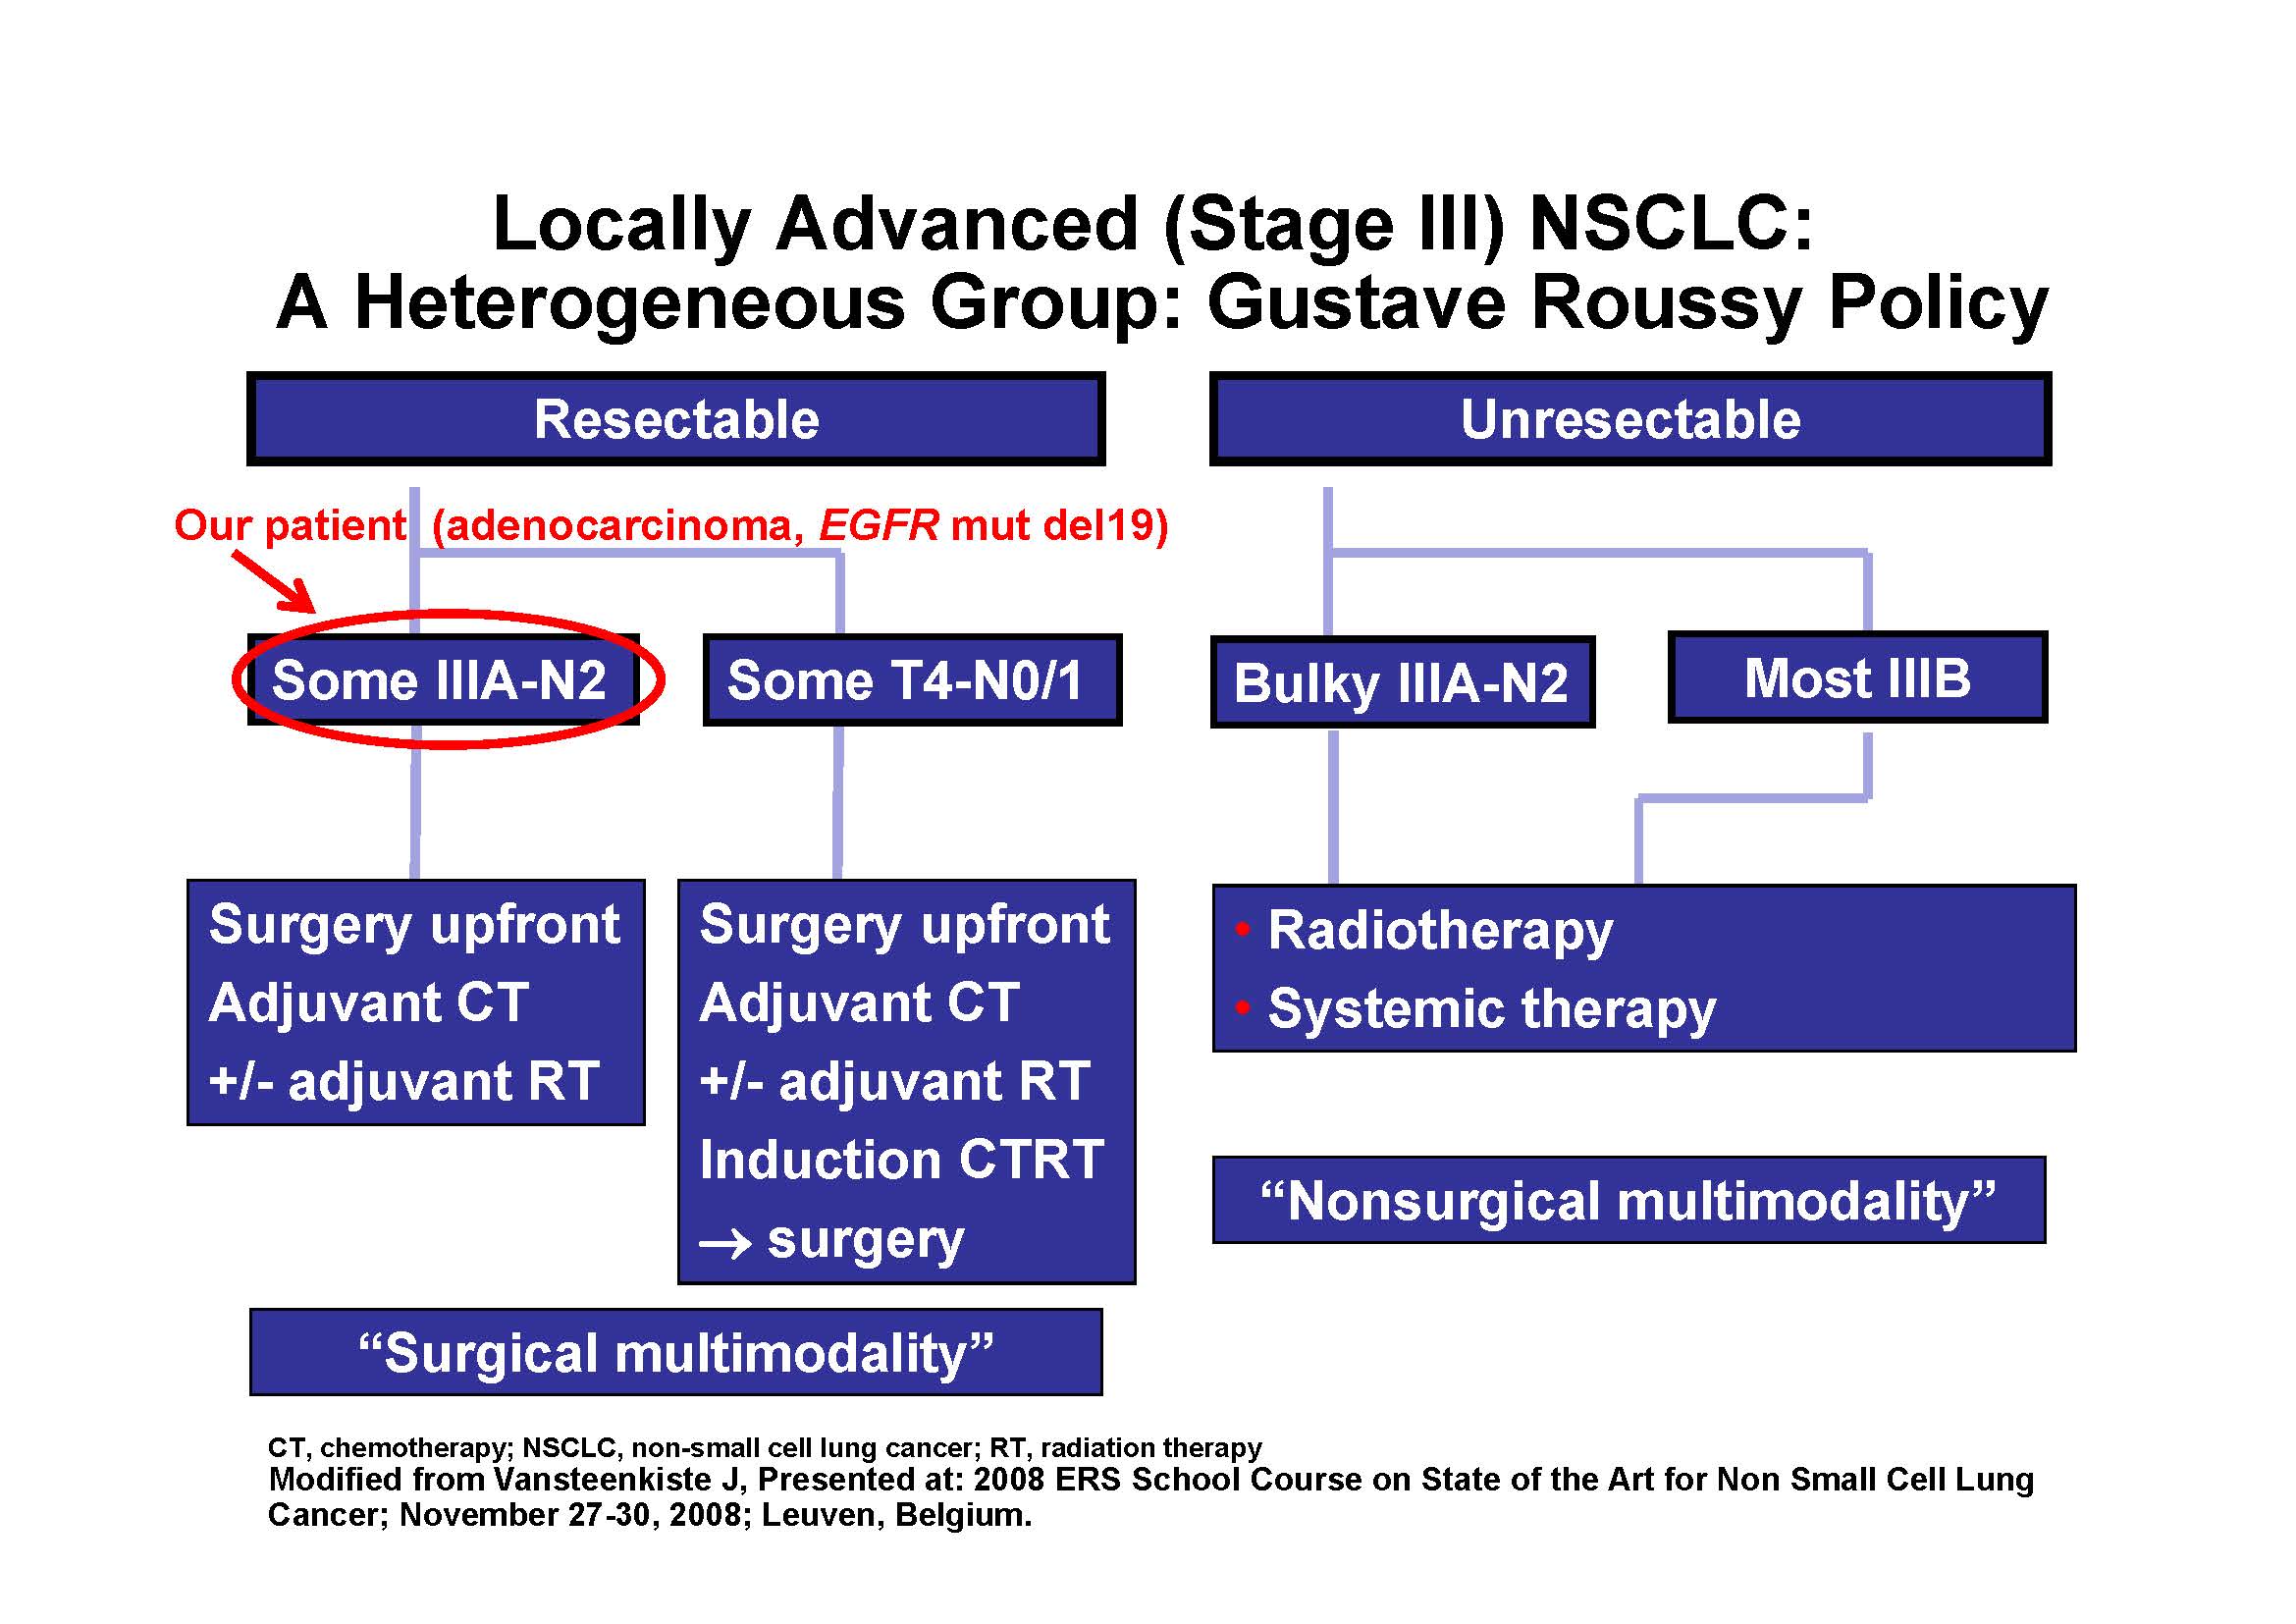 Locally Advanced (Stage III) NSCLC:
A Heterogeneous Group: Gustave Roussy Policy
Resectable
Unresectable
Our patient (adenocarcinoma, EGFR mut del19)
Some IIIA-N2
Some T4-N0/1
Bulky IIIA-N2
Most IIIB
Surgery upfront
Adjuvant CT
+/- adjuvant RT
Surgery upfront
Adjuvant CT
+/- adjuvant RT
Induction CTRT
→ surgery
• Radiotherapy
• Systemic therapy
“Nonsurgical multimodality”
“Surgical multimodality”
CT, chemotherapy; NSCLC, non-small cell lung cancer; RT, radiation therapy
Modified from Vansteenkiste J, Presented at: 2008 ERS School Course on State of the Art for Non Small Cell Lung
Cancer; November 27-30, 2008; Leuven, Belgium.